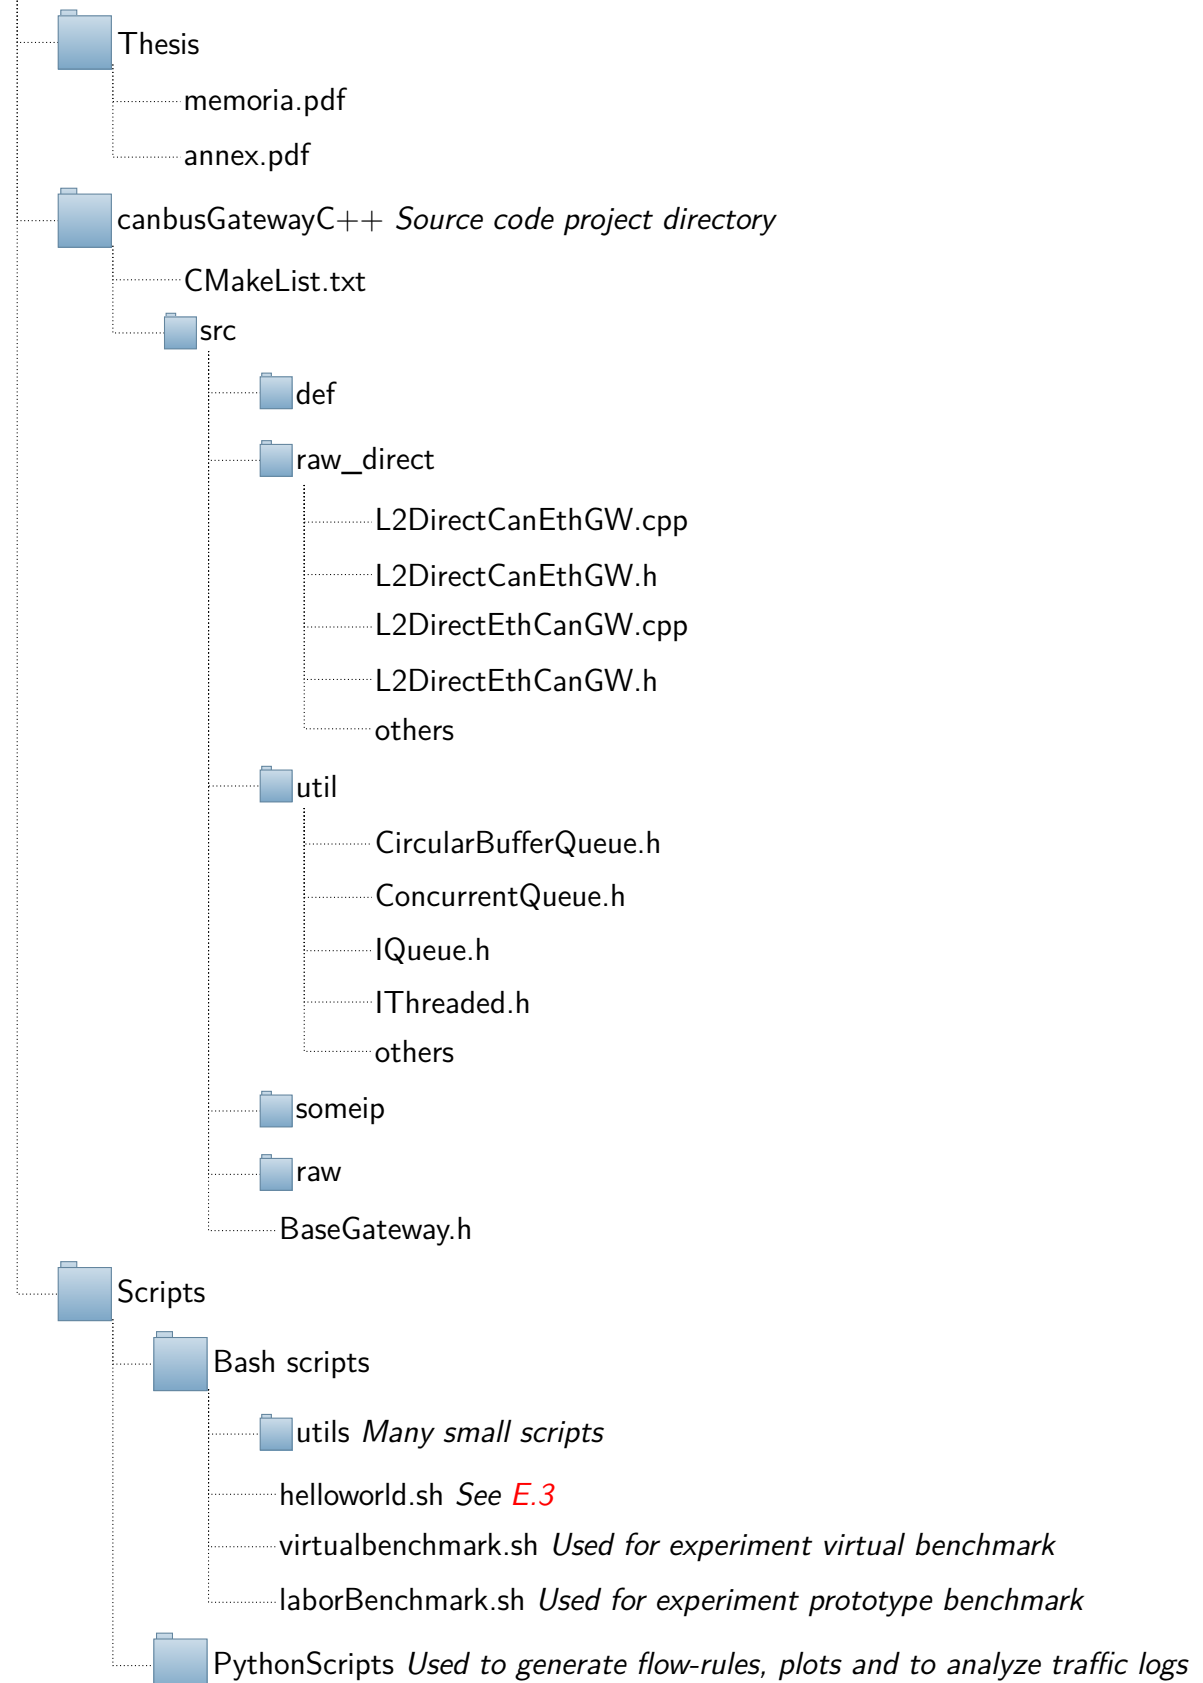 Thesis
memoria.pdf
annex.pdf
canbusGatewayC++ Source code project directory
CMakeList.txt
src
def
raw_direct
L2DirectCanEthGW.cpp
L2DirectCanEthGW.h
L2DirectEthCanGW.cpp
L2DirectEthCanGW.h
others
util
CircularBufferQueue.h
ConcurrentQueue.h
IQueue.h
IThreaded.h
others
someip
raw
BaseGateway.h
Scripts
Bash scripts
utils Many small scripts
helloworld.sh See E.3
virtualbenchmark.sh Used for experiment virtual benchmark
laborBenchmark.sh Used for experiment prototype benchmark
PythonScripts Used to generate flow-rules, plots and to analyze traffic logs